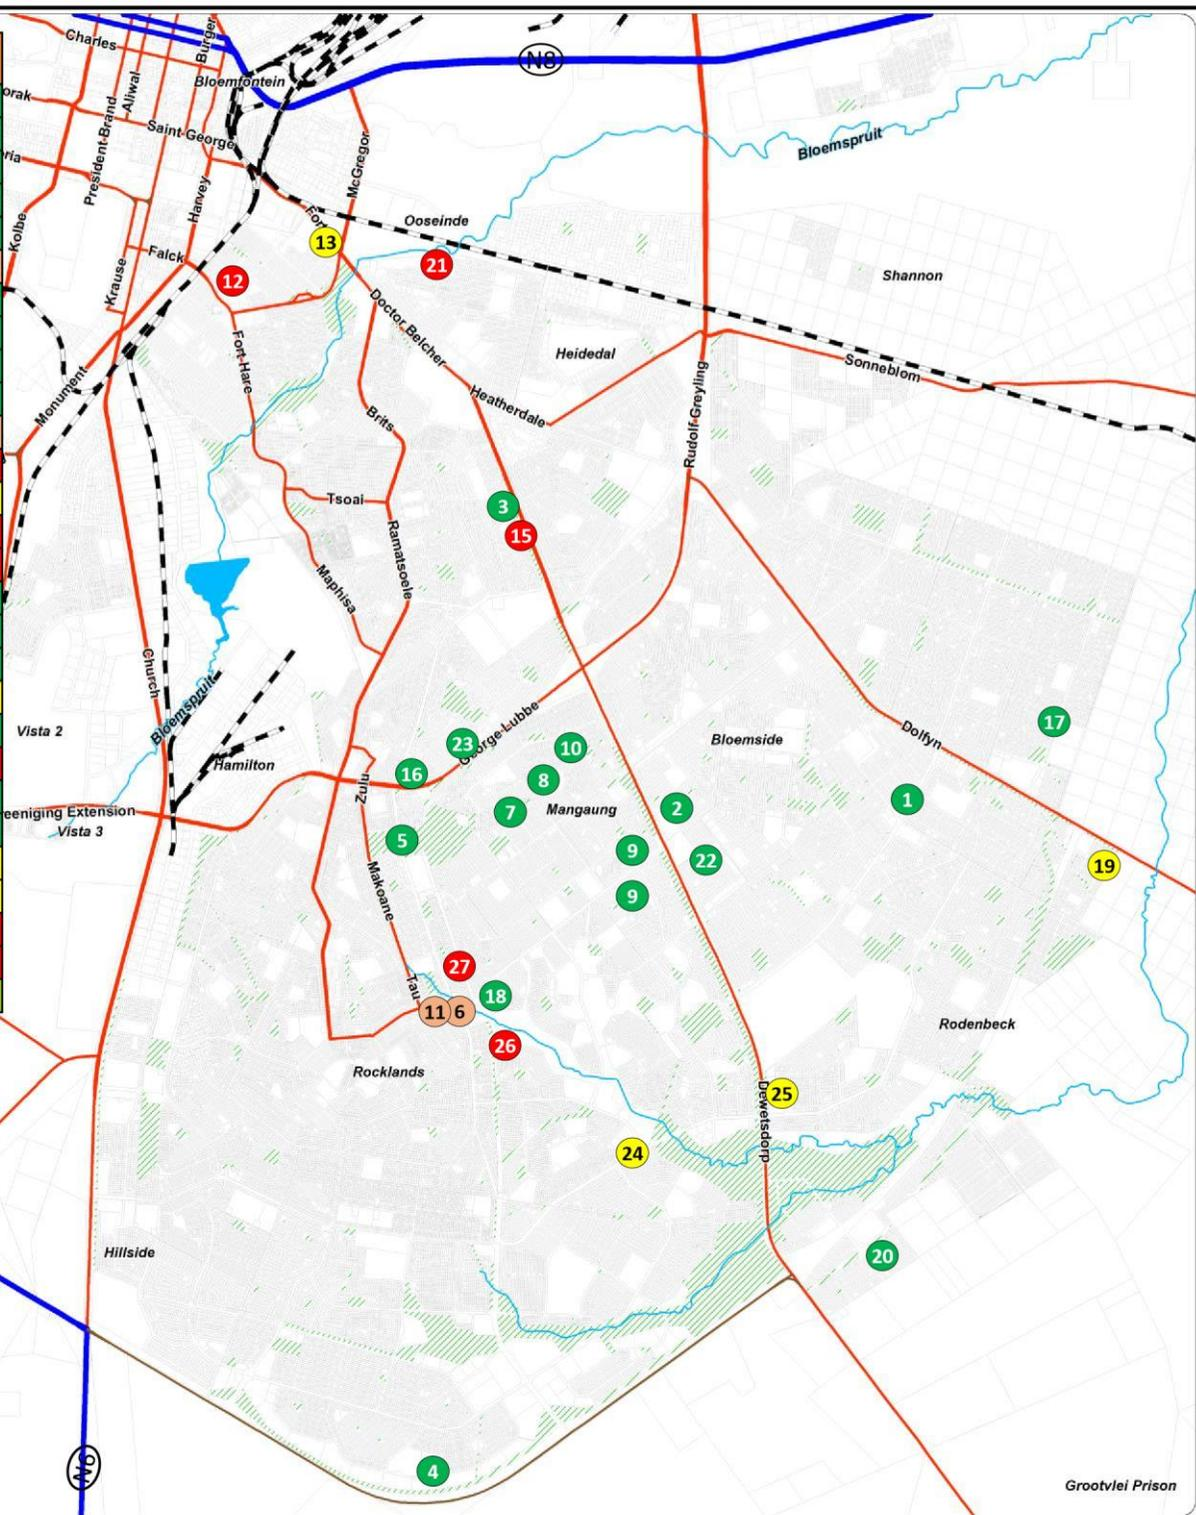 Charles
Burger
N8
Bloemfontein
orak
Aliwal
President Brand
Saint George
Bloemspruit
McGregor
ria
Harvey
Kolbe
Fort
Ooseinde
13
Falck
21
Shannon
12
Krause
Doctor Belcher
Fort Hare
Heidedal
Sonneblom
Monument
Heatherdale
Rudolf Greyling
Brits
Tsoai
3
15
Ramatsoele
Maphisa
Church
Bloemspruit
17
Vista 2
Dolfyn
George Lubbe
23
10
Bloemside
Hamilton
16
8
Zulu
1
reeniging Extension
7
Mangaung
2
Vista 3
5
9
22
19
Makoane
9
27
Tau
18
11
6
Rodenbeck
26
Rocklands
25
Dewetsdorp
24
Hillside
20
N6
4
Grootvlei Prison